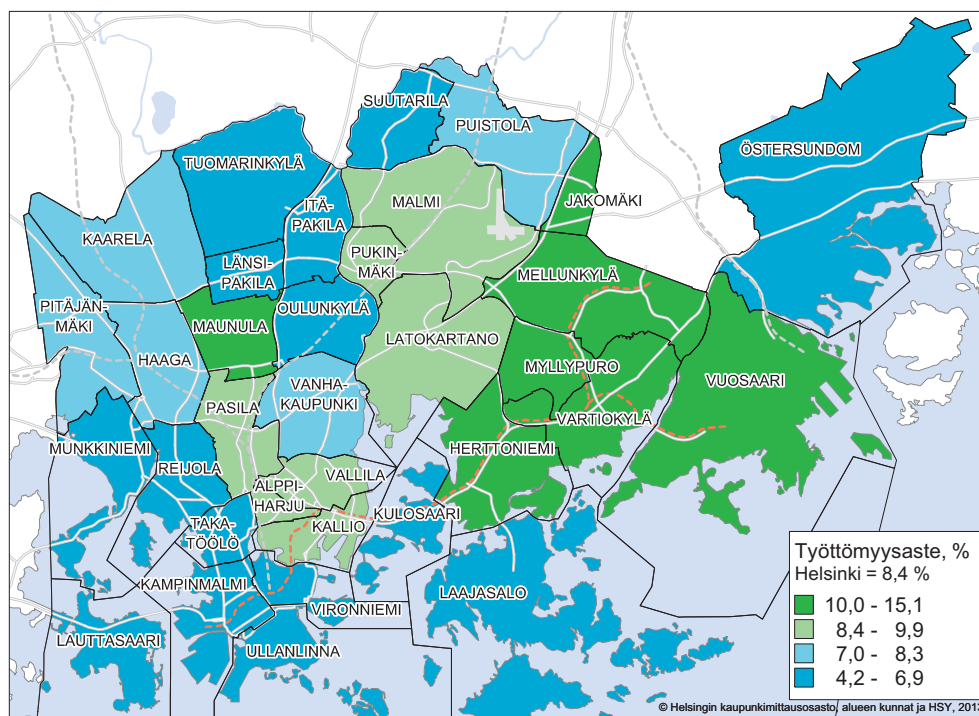 SUUTARILA
PUISTOLA
ÖSTERSUNDOM
TUOMARINKYLÄ
ITÄ-
PAKILA
MALMI
JAKOMÄKI
KAARELA
LÄNSI-
PAKILA
PUKIN-
MÄKI
MELLUNKYLÄ
PITÄJÄN-
MÄKI
MAUNULA
OULUNKYLÄ
LATOKARTANO
HAAGA
VANHA-
KAUPUNKI
MYLLYPURO
VUOSAARI
PASILA
VARTIOKYLÄ
MUNKKINIEMI
REIJOLA
VALLILA
HERTTONIEMI
ALPPI-
HARJU
KULOSAARI
TAKA-
TÖÖLÖ
KALLIO
KAMPINMALMI
VIRONNIEMI
LAAJASALO
LAUTTASAARI
ULLANLINNA
Työttömyysaste, %
Helsinki = 8,4 %
10,0 - 15,1
8,4 - 9,9
7,0 - 8,3
4,2 - 6,9
© Helsingin kaupunkimittausosasto, alueen kunnat ja HSY, 201